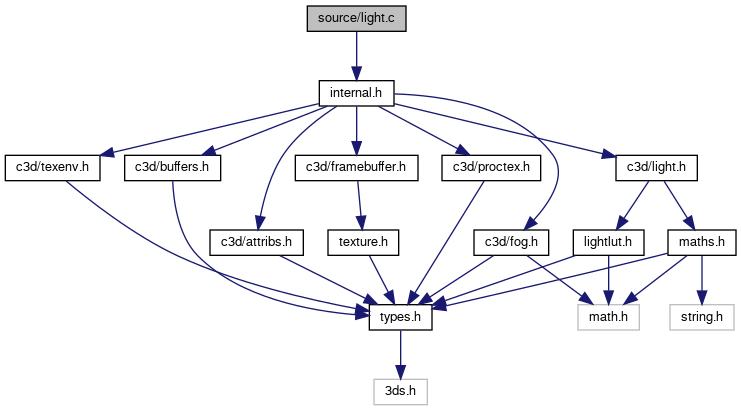 source/light.c
internal.h
c3d/texenv.h
c3d/buffers.h
c3d/framebuffer.h
c3d/proctex.h
c3d/light.h
c3d/attribs.h
texture.h
c3d/fog.h
lightlut.h
maths.h
types.h
math.h
string.h
3ds.h